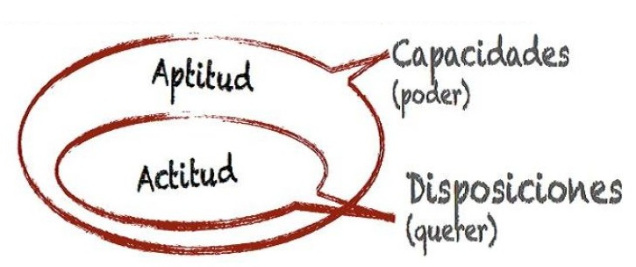 Aptitud
Capacidades
(poder)
Actitud
Disposiciones
(querer)